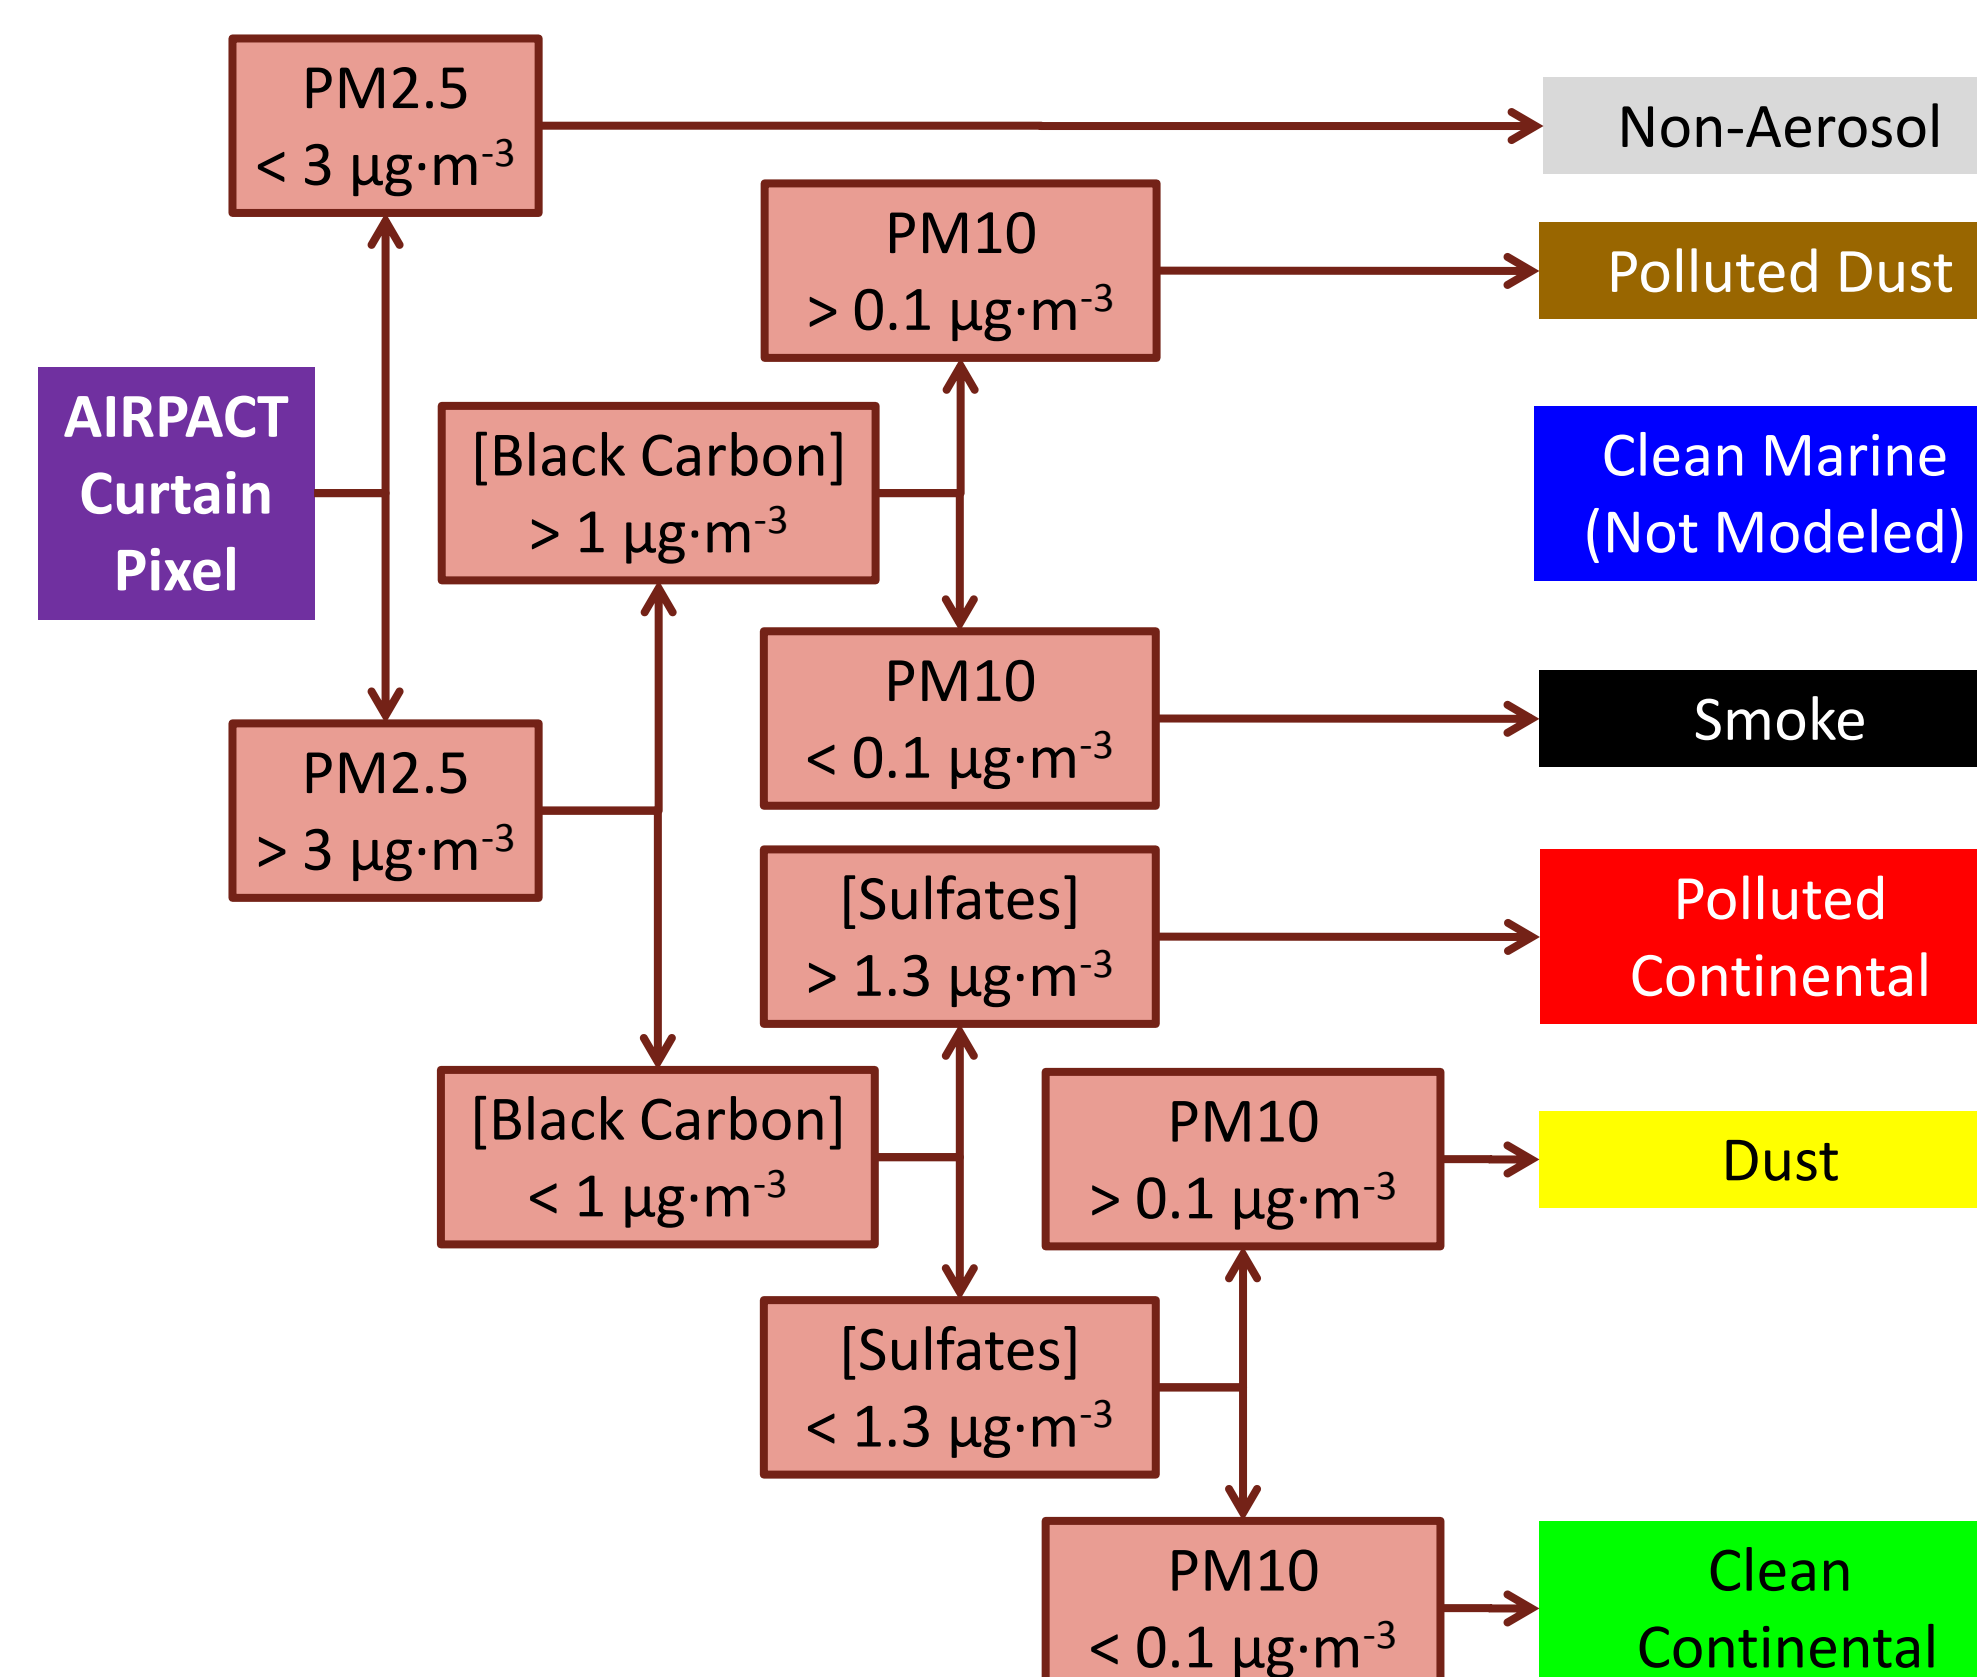 PM2.5
< 3 µg·m⁻³
Non-Aerosol
PM10
> 0.1 µg·m⁻³
Polluted Dust
AIRPACT
Curtain
Pixel
[Black Carbon]
> 1 µg·m⁻³
Clean Marine
(Not Modeled)
PM10
< 0.1 µg·m⁻³
Smoke
PM2.5
> 3 µg·m⁻³
[Sulfates]
> 1.3 µg·m⁻³
Polluted
Continental
[Black Carbon]
< 1 µg·m⁻³
PM10
> 0.1 µg·m⁻³
Dust
[Sulfates]
< 1.3 µg·m⁻³
PM10
< 0.1 µg·m⁻³
Clean
Continental